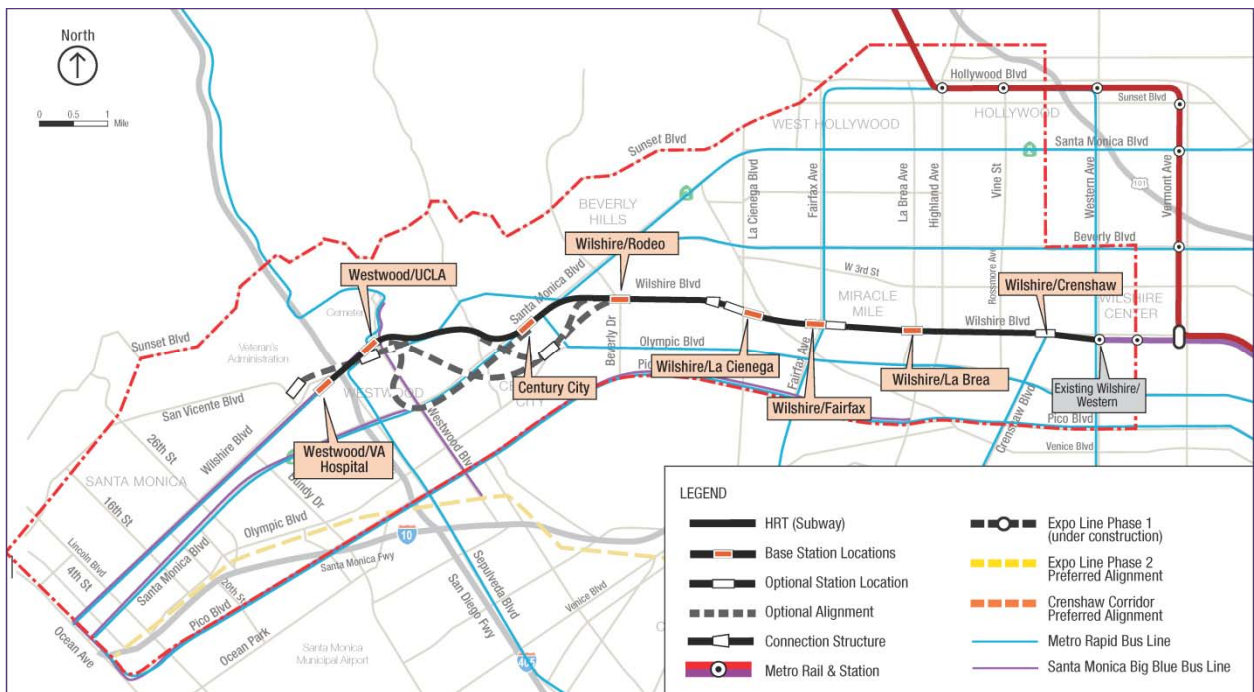 North
0 0.5 1
Mile
Hollywood Blvd
Sunset Blvd
HOLLYWOOD
WEST HOLLYWOOD
Santa Monica Blvd
Sunset Blvd
La Cienega Blvd
Fairfax Ave
La Brea Ave
Highland Ave
Vine St
Western Ave
Vermont Ave
101
BEVERLY HILLS
Beverly Blvd
Wilshire/Rodeo
Westwood/UCLA
Santa Monica Blvd
Wilshire Blvd
W 3rd St
Rossmore Ave
Wilshire/Crenshaw
MIRACLE
MILE
WILSHIRE
CENTER
Cemetery
Wilshire Blvd
Sunset Blvd
Veteran's
Administration
Beverly Dr
Olympic Blvd
Wilshire/La Cienega
Century City
CITY
Fairfax Ave
Wilshire/La Brea
Existing Wilshire/
Western
WESTWOOD
Wilshire/Fairfax
San Vicente Blvd
Westwood Blvd
Crenshaw Blvd
Pico Blvd
Venice Blvd
Westwood/VA
Hospital
26th St
Wilshire Blvd
SANTA MONICA
16th St
Bundy Dr
Olympic Blvd
10
Lincoln Blvd
4th St
Santa Monica Blvd
20th St
Santa Monica Fwy
Sepulveda Blvd
San Diego Fwy
Venice Blvd
Pico Blvd
Ocean Ave
Ocean Park
Santa Monica
Municipal Airport
405
LEGEND
HRT (Subway)
Base Station Locations
Optional Station Location
Optional Alignment
Connection Structure
Metro Rail & Station
Expo Line Phase 1
(under construction)
Expo Line Phase 2
Preferred Alignment
Crenshaw Corridor
Preferred Alignment
Metro Rapid Bus Line
Santa Monica Big Blue Bus Line